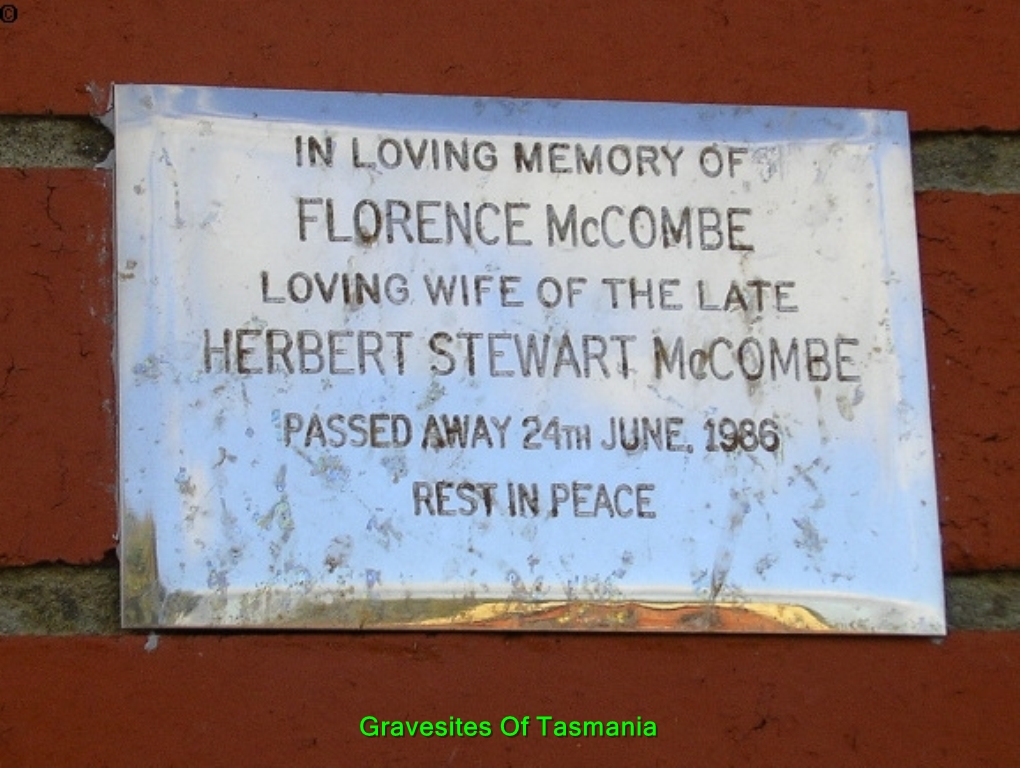 ©
IN LOVING MEMORY OF
FLORENCE McCOMBE
LOVING WIFE OF THE LATE
HERBERT STEWART McCOMBE
PASSED AWAY 24TH JUNE, 1986
REST IN PEACE
Gravesites Of Tasmania